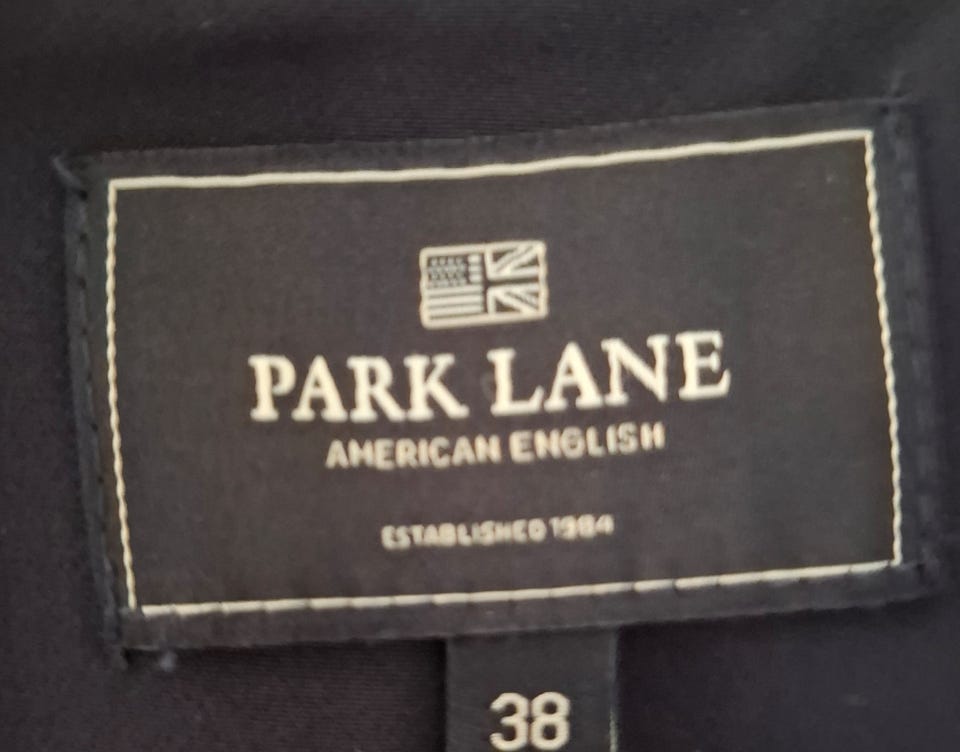 PARK LANE
AMERICAN ENGLISH
ESTABLISHED 1984
38